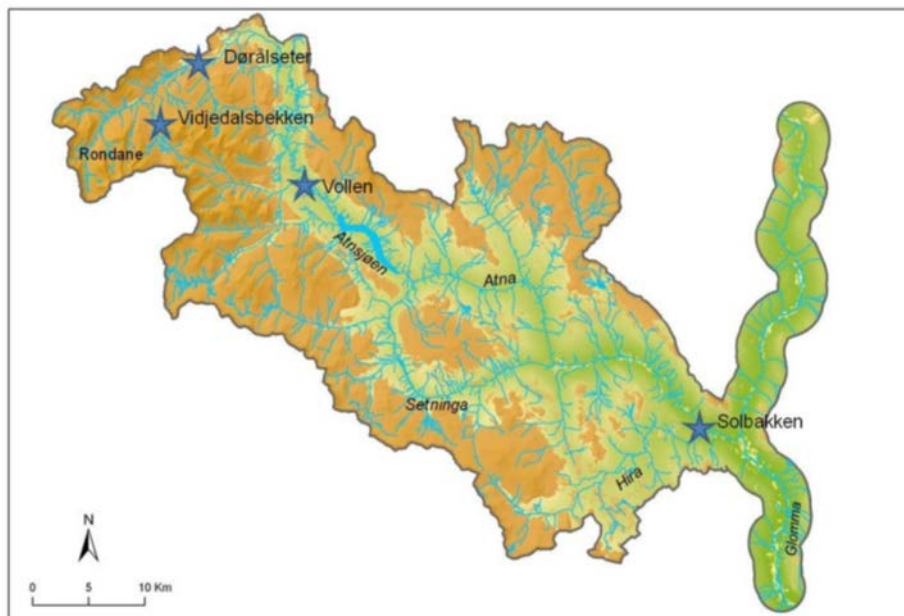 Dørålseter
Vidjedalsbekken
Rondane
Vollen
Atnsjøen
Atna
Setninga
Solbakken
Hira
Glomma
N
0 5 10 Km